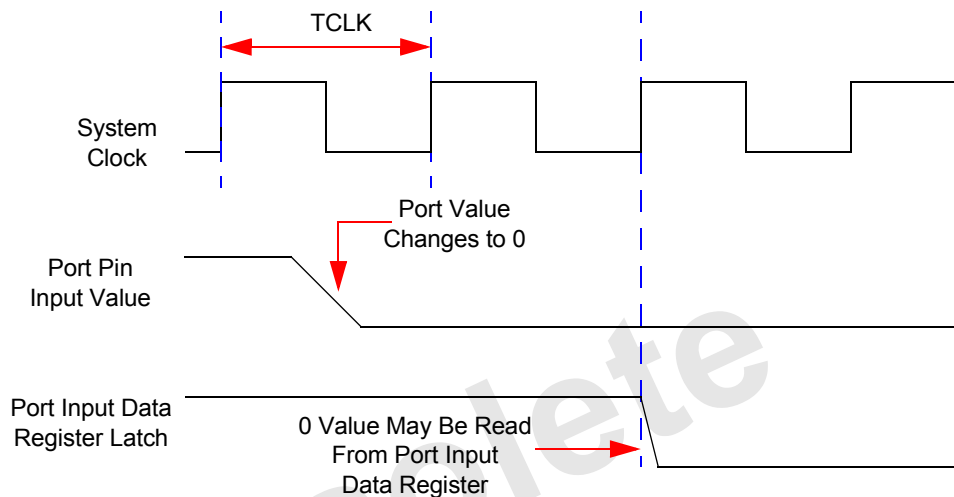 TCLK
System
Clock
Port Value
Changes to 0
Port Pin
Input Value
Port Input Data
Register Latch
0 Value May Be Read
From Port Input
Data Register
solete